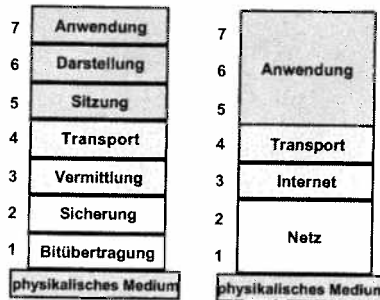 7 Anwendung
6 Darstellung
5 Sitzung
4 Transport
3 Vermittlung
2 Sicherung
1 Bitübertragung
physikalisches Medium
7
6 Anwendung
5
4 Transport
3 Internet
2
Netz
1
physikalisches Medium